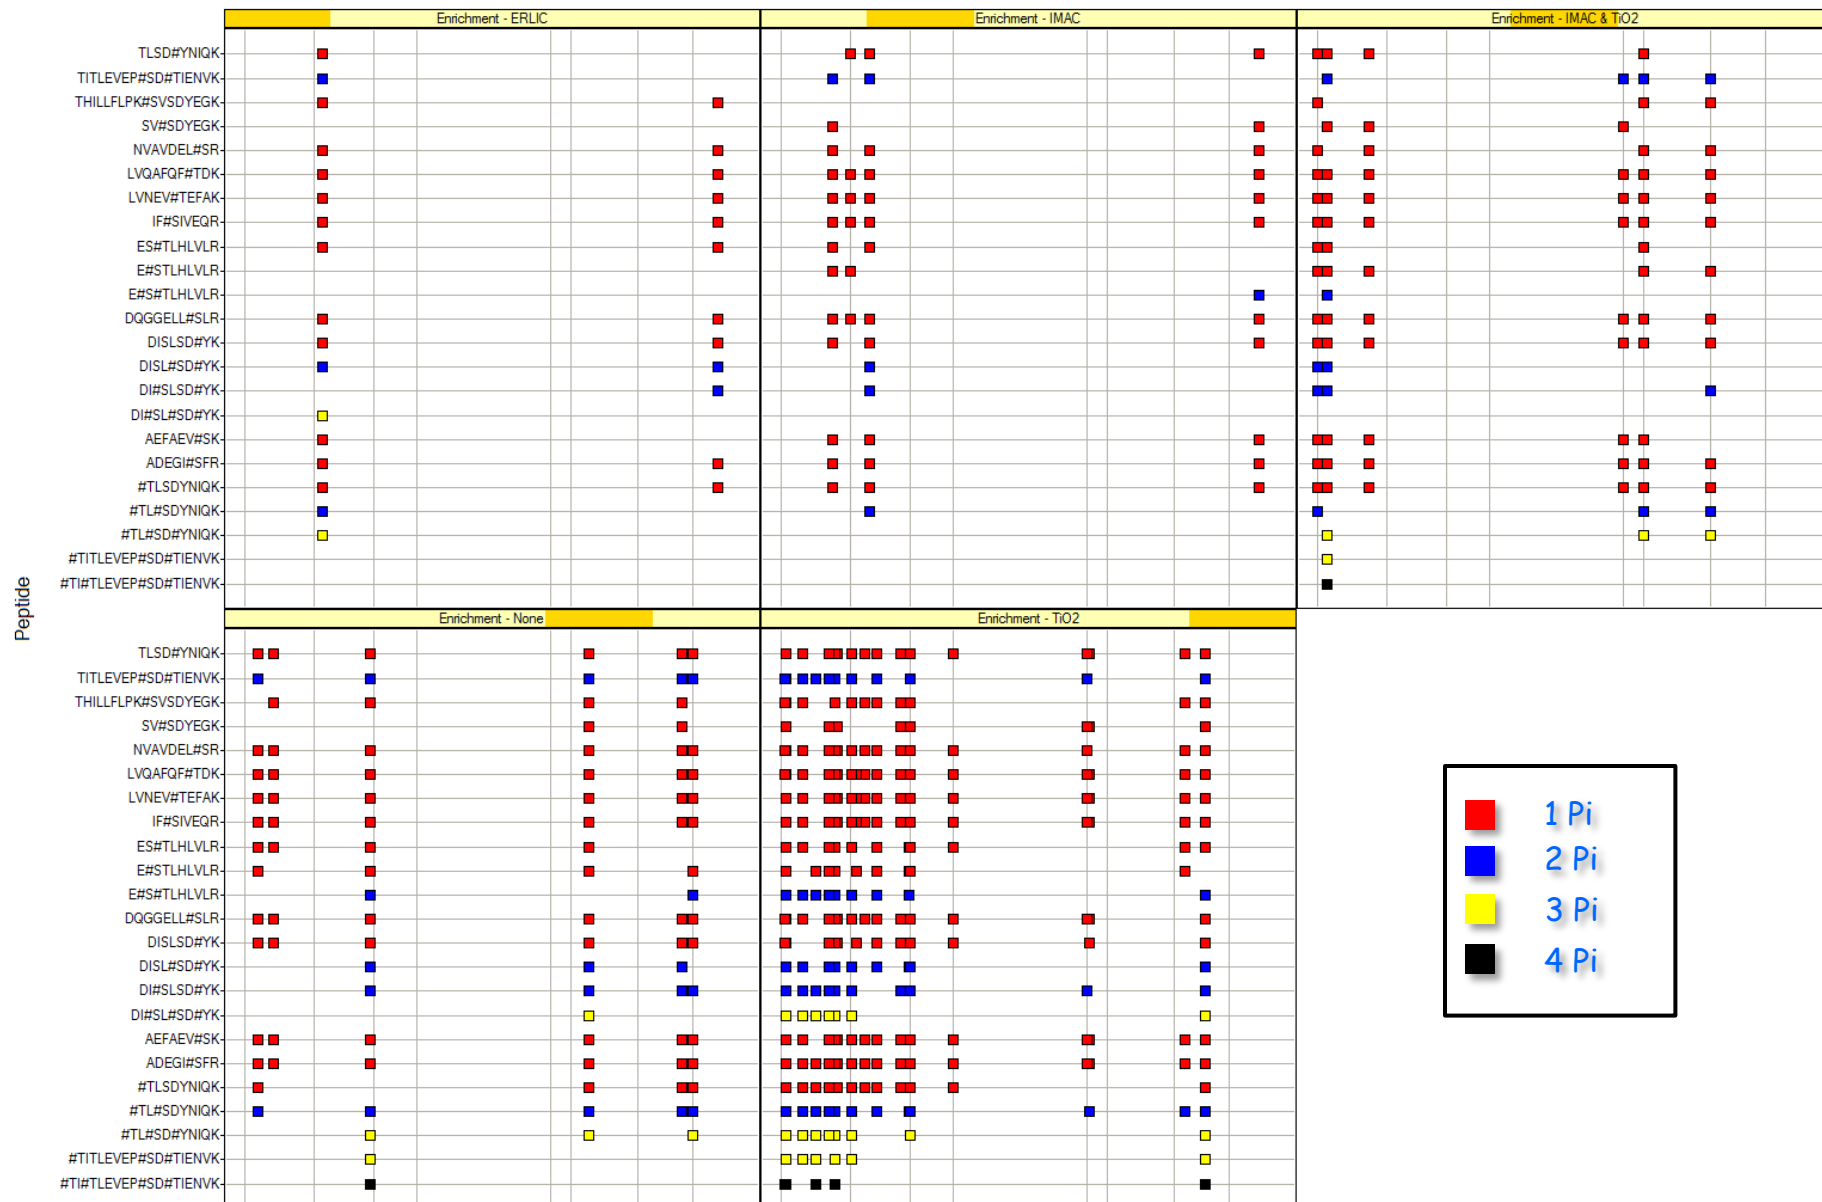 Enrichment - ERLIC
Enrichment - IMAC
Enrichment - IMAC & TiO2
TLSD#YNIQK
TITLEVEP#SD#TIENVK
THILLFLPK#SVSDYEGK
SV#SDYEGK
NVAVDEL#SR
LVQAFQF#TDK
LVNEV#TEFAK
IF#SIVEQR
ES#TLHLVLR
E#STLHLVLR
E#S#TLHLVLR
DQGGELL#SLR
DISLSD#YK
DISL#SD#YK
DI#SLSD#YK
DI#SL#SD#YK
AEFAEV#SK
ADEGI#SFR
#TLSDYNIQK
#TL#SDYNIQK
#TL#SD#YNIQK
#TITLEVEP#SD#TIENVK
#TI#TLEVEP#SD#TIENVK
Peptide
Enrichment - None
Enrichment - TiO2
TLSD#YNIQK
TITLEVEP#SD#TIENVK
THILLFLPK#SVSDYEGK
SV#SDYEGK
NVAVDEL#SR
LVQAFQF#TDK
LVNEV#TEFAK
IF#SIVEQR
ES#TLHLVLR
E#STLHLVLR
E#S#TLHLVLR
DQGGELL#SLR
DISLSD#YK
DISL#SD#YK
DI#SLSD#YK
DI#SL#SD#YK
AEFAEV#SK
ADEGI#SFR
#TLSDYNIQK
#TL#SDYNIQK
#TL#SD#YNIQK
#TITLEVEP#SD#TIENVK
#TI#TLEVEP#SD#TIENVK
1 Pi
2 Pi
3 Pi
4 Pi